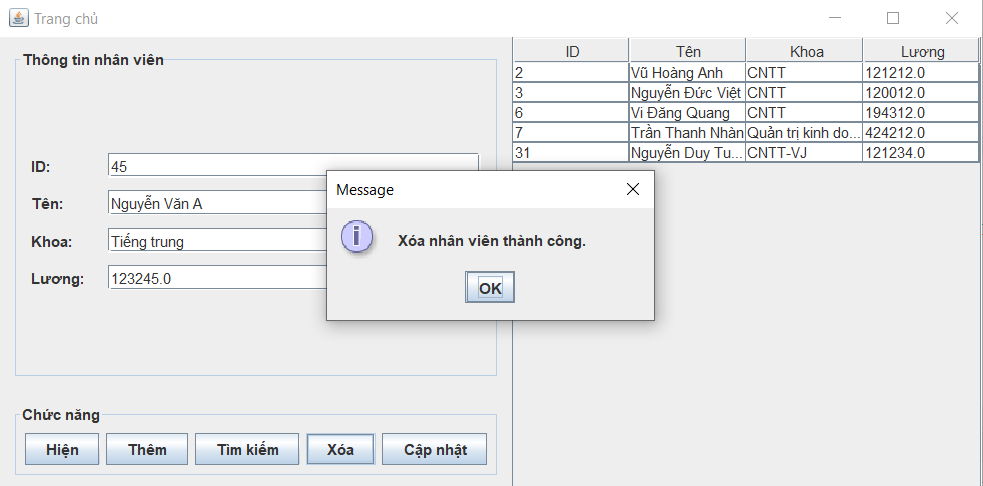 Trang chủ
Thông tin nhân viên
ID: 45
Tên: Nguyễn Văn A
Khoa: Tiếng trung
Lương: 123245.0
Chức năng
Hiện Thêm Tìm kiếm Xóa Cập nhật
ID Tên Khoa Lương
2 Vũ Hoàng Anh CNTT 121212.0
3 Nguyễn Đức Việt CNTT 120012.0
6 Vi Đăng Quang CNTT 194312.0
7 Trần Thanh Nhàn Quản trị kinh do... 424212.0
31 Nguyễn Duy Tu... CNTT-VJ 121234.0
Message
i
Xóa nhân viên thành công.
OK